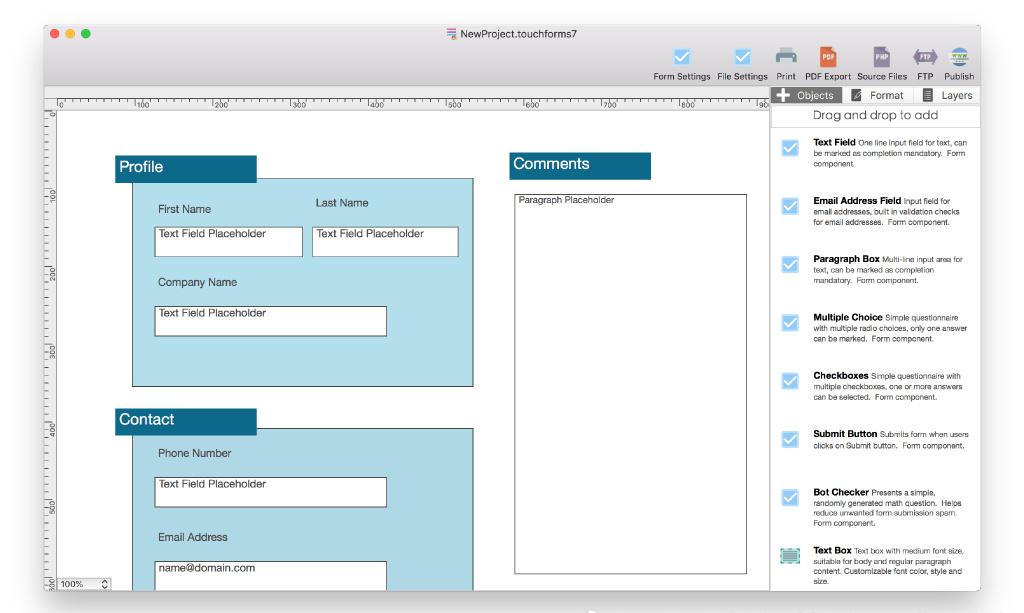 NewProject.touchforms7
Form Settings File Settings Print PDF Export Source Files FTP Publish
PDF PHP FTP WWW
0 100 200 300 400 500 600 700 800 90
Objects Format Layers
Drag and drop to add
0
100
200
300
400
500
Profile
First Name
Last Name
Text Field Placeholder
Text Field Placeholder
Company Name
Text Field Placeholder
Contact
Phone Number
Text Field Placeholder
Email Address
name@domain.com
Comments
Paragraph Placeholder
Text Field One line input field for text, can
be marked as completion mandatory. Form
component.
Email Address Field Input field for
email addresses, built in validation checks
for email addresses. Form component.
Paragraph Box Multi-line input area for
text, can be marked as completion
mandatory. Form component.
Multiple Choice Simple questionnaire
with multiple radio choices, only one answer
can be marked. Form component.
Checkboxes Simple questionnaire with
multiple checkboxes, one or more answers
can be selected. Form component.
Submit Button Submits form when users
clicks on Submit button. Form component.
Bot Checker Presents a simple,
randomly generated math question. Helps
reduce unwanted form submission spam.
Form component.
Text Box Text box with medium font size,
suitable for body and regular paragraph
content. Customizable font color, style and
size.
100%